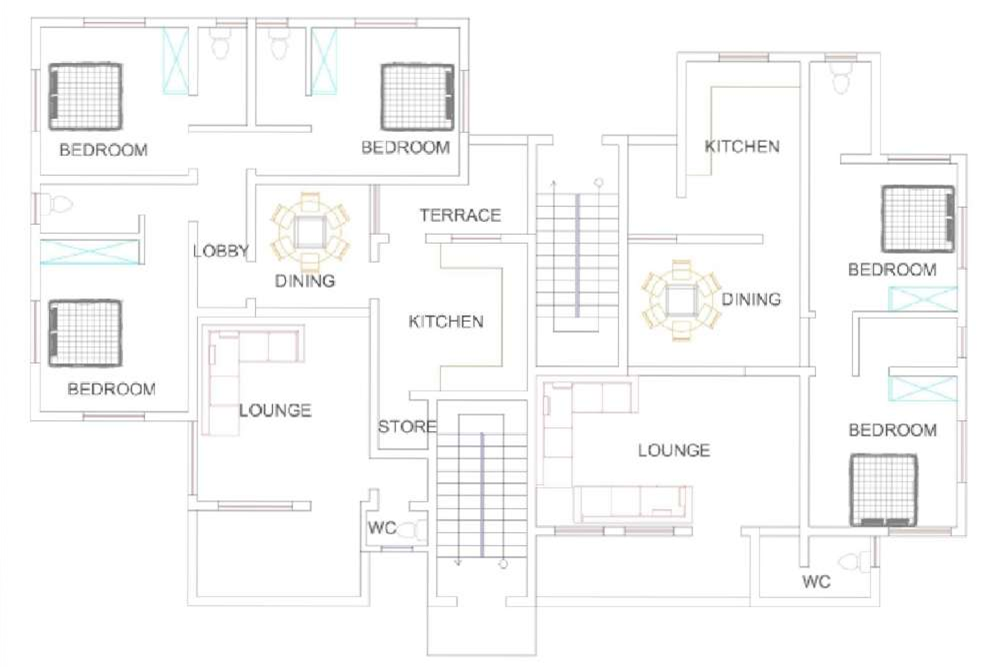 BEDROOM
BEDROOM
KITCHEN
TERRACE
LOBBY
DINING
BEDROOM
DINING
KITCHEN
BEDROOM
LOUNGE
STORE
BEDROOM
LOUNGE
WC
WC